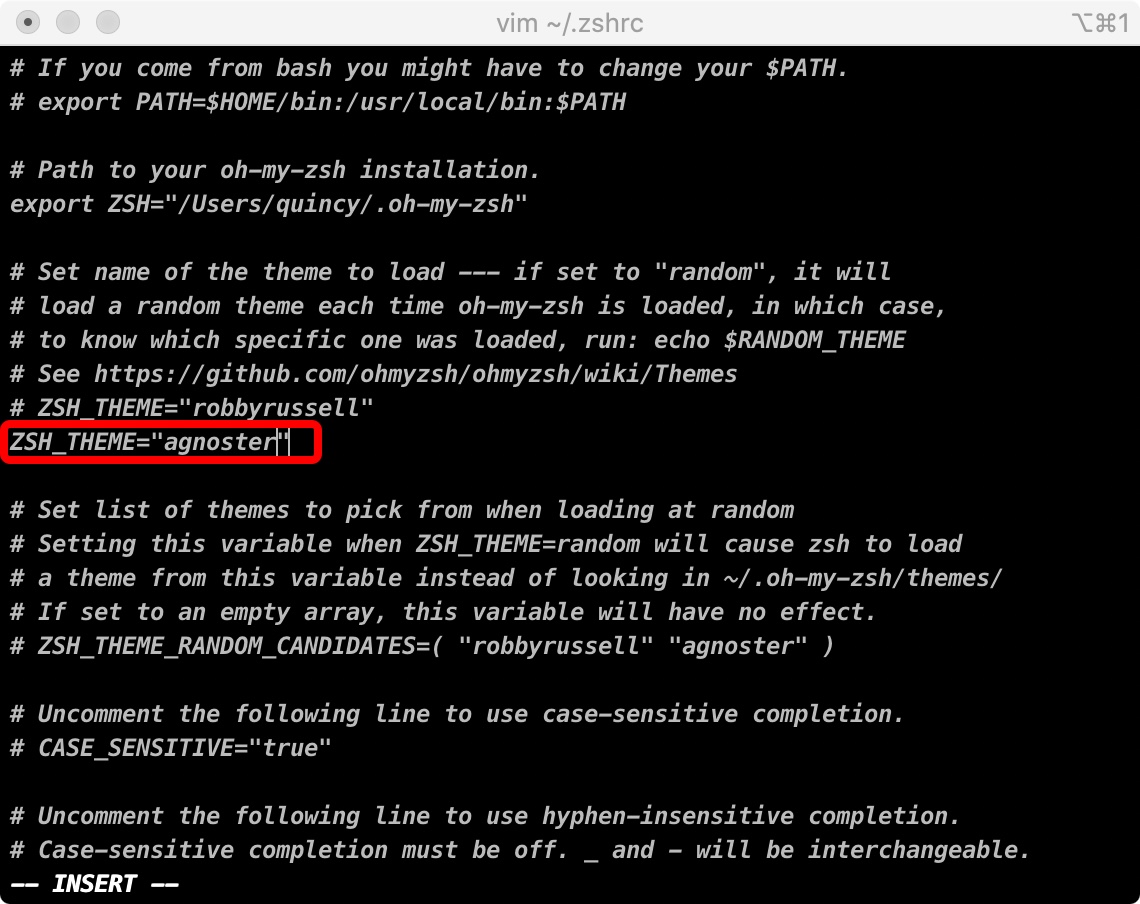 vim ~/.zshrc
⌥⌘1
# If you come from bash you might have to change your $PATH.
# export PATH=$HOME/bin:/usr/local/bin:$PATH
# Path to your oh-my-zsh installation.
export ZSH="/Users/quincy/.oh-my-zsh"
# Set name of the theme to load --- if set to "random", it will
# load a random theme each time oh-my-zsh is loaded, in which case,
# to know which specific one was loaded, run: echo $RANDOM_THEME
# See https://github.com/ohmyzsh/ohmyzsh/wiki/Themes
# ZSH_THEME="robbyrussell"
ZSH_THEME="agnoster"
# Set list of themes to pick from when loading at random
# Setting this variable when ZSH_THEME=random will cause zsh to load
# a theme from this variable instead of looking in ~/.oh-my-zsh/themes/
# If set to an empty array, this variable will have no effect.
# ZSH_THEME_RANDOM_CANDIDATES=( "robbyrussell" "agnoster" )
# Uncomment the following line to use case-sensitive completion.
# CASE_SENSITIVE="true"
# Uncomment the following line to use hyphen-insensitive completion.
# Case-sensitive completion must be off. _ and - will be interchangeable.
-- INSERT --